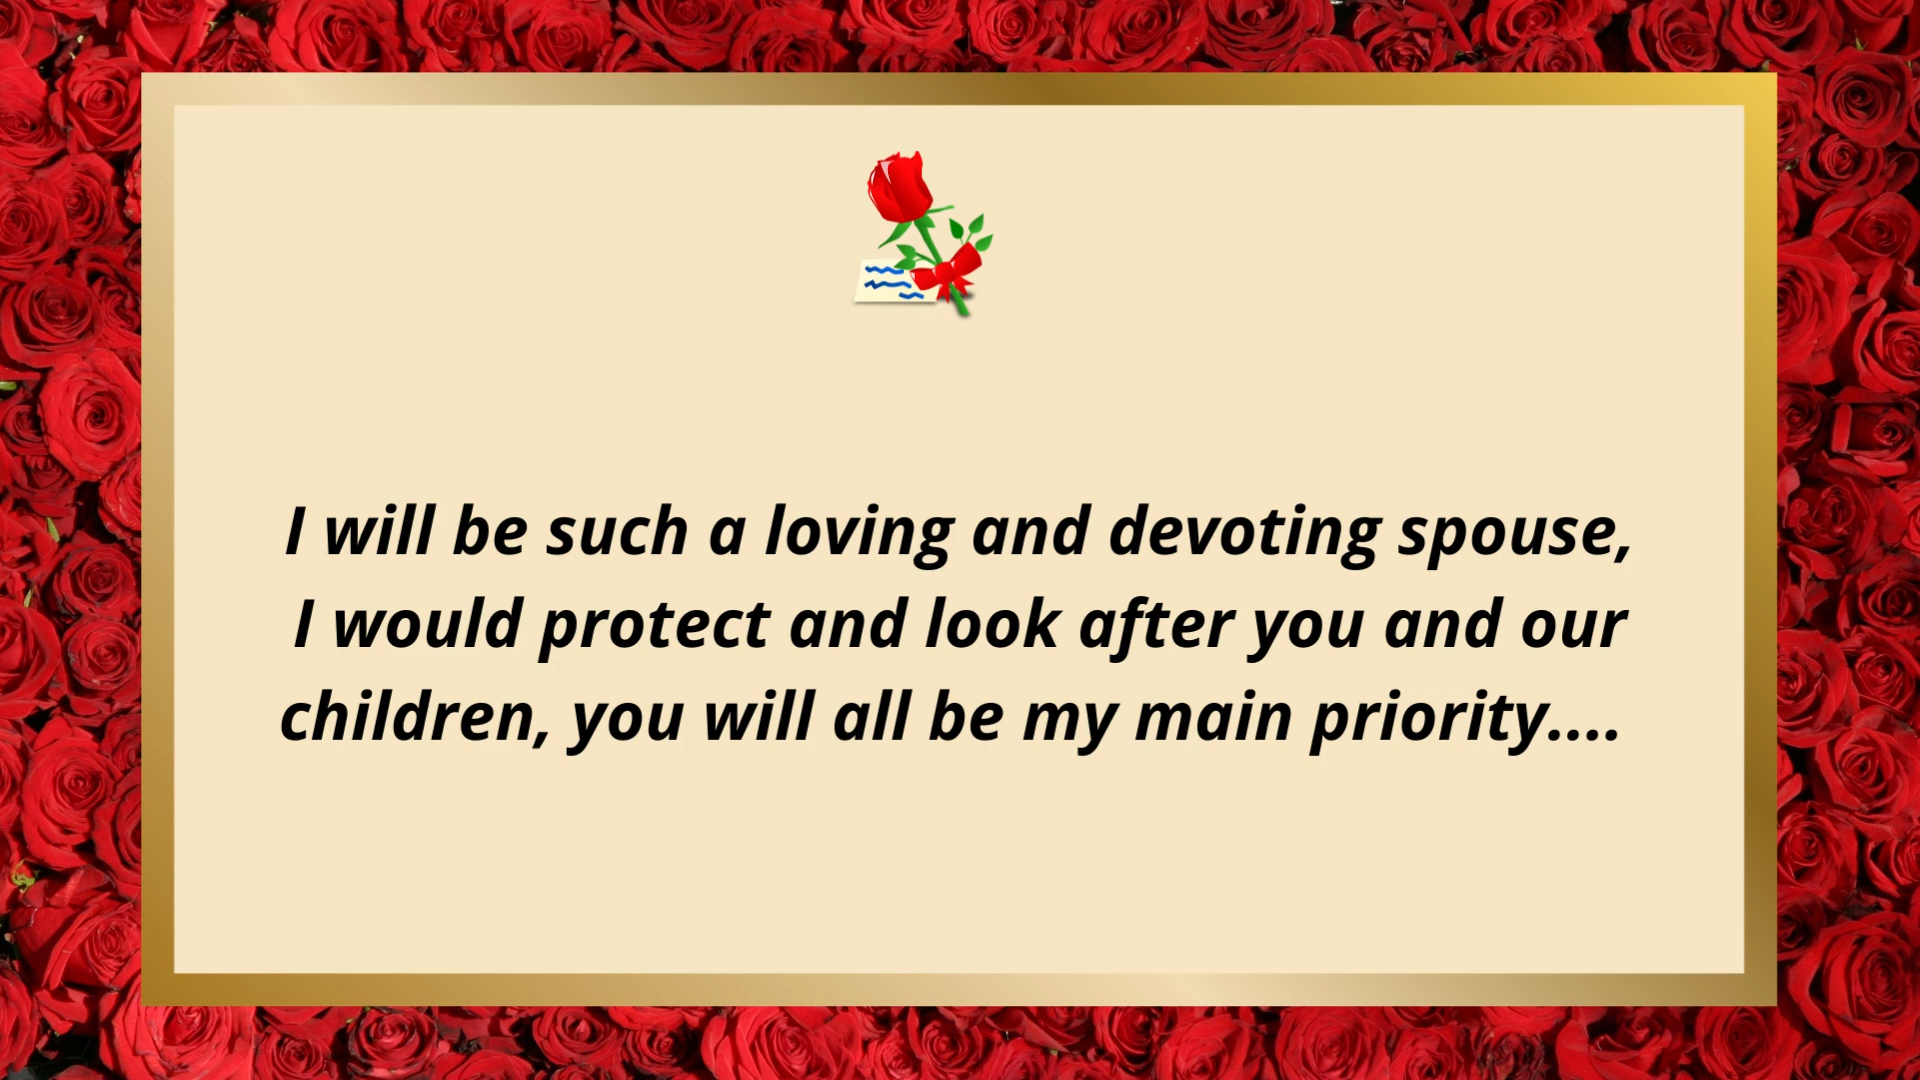 I will be such a loving and devoting spouse,
I would protect and look after you and our
children, you will all be my main priority....